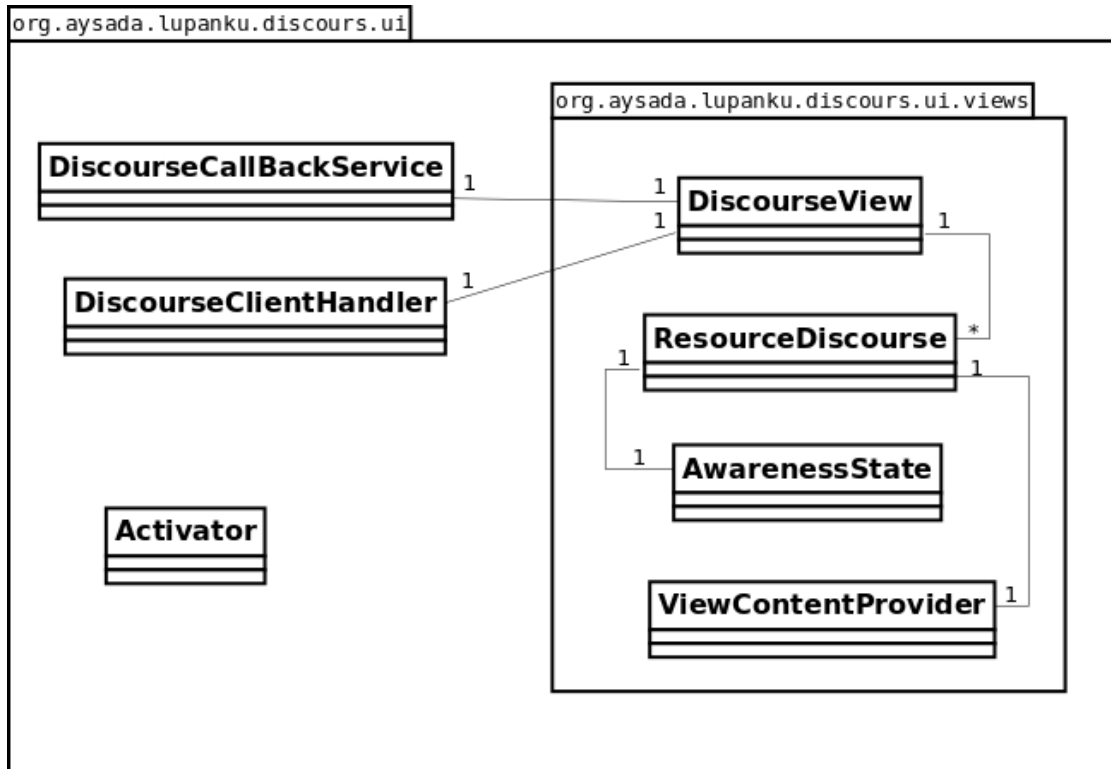 org.aysada.lupanku.discours.ui
org.aysada.lupanku.discours.ui.views
DiscourseCallBackService
1
1
DiscourseView
1
1
1
DiscourseClientHandler
*
ResourceDiscourse
1
1
1
AwarenessState
Activator
ViewContentProvider
1